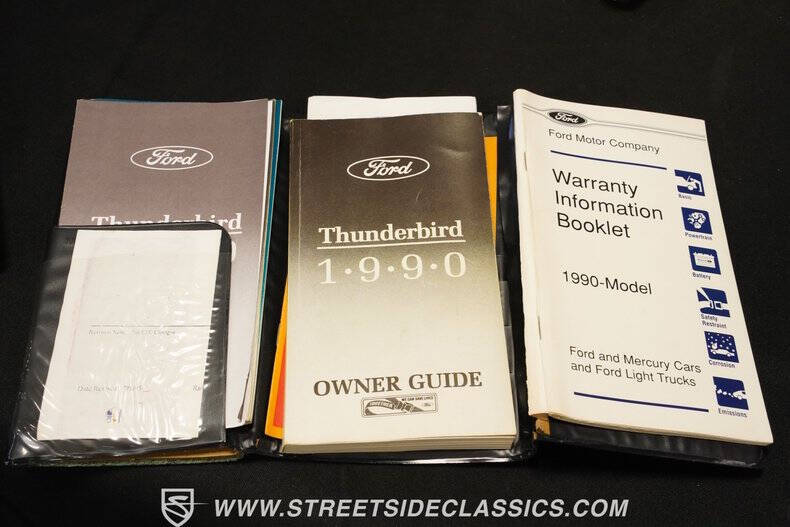 Ford
Thunderbird
Ford
Thunderbird
1•9•9•0
OWNER GUIDE
Ford
Ford Motor Company
Warranty
Information
Booklet
1990-Model
Ford and Mercury Cars
and Ford Light Trucks
Basic
Powertrain
Battery
Safety
Restraint
Corrosion
Emissions
WWW.STREETSIDECLASSICS.COM